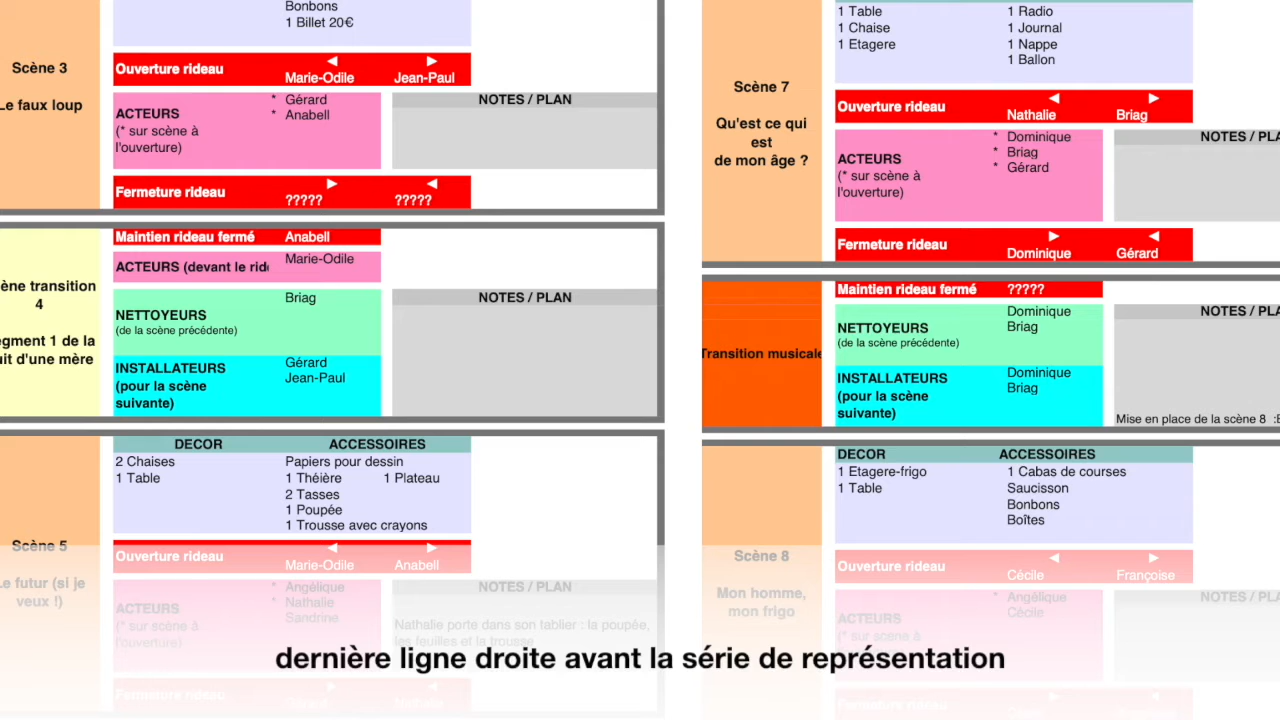 Bonbons
1 Billet 20€
Scène 3
Le faux loup
Ouverture rideau
Marie-Odile
Jean-Paul
ACTEURS
(* sur scène à
l'ouverture)
* Gérard
* Anabell
NOTES / PLAN
Fermeture rideau
?????
?????
ène transition
4
egment 1 de la
uit d'une mère
Maintien rideau fermé
Anabell
ACTEURS (devant le ride
Marie-Odile
NETTOYEURS
(de la scène précédente)
Briag
NOTES / PLAN
INSTALLATEURS
(pour la scène
suivante)
Gérard
Jean-Paul
Scène 5
Le futur (si je
veux !)
DECOR
ACCESSOIRES
2 Chaises
1 Table
Papiers pour dessin
1 Théière 1 Plateau
2 Tasses
1 Poupée
1 Trousse avec crayons
Ouverture rideau
Marie-Odile
Anabell
ACTEURS
(* sur scène à
l'ouverture)
* Angélique
* Nathalie
Sandrine
NOTES / PLAN
Nathalie porte dans son tablier : la poupée,
les feuilles et la trousse
Fermeture rideau
1 Table
1 Chaise
1 Etagere
1 Radio
1 Journal
1 Nappe
1 Ballon
Scène 7
Qu'est ce qui
est
de mon âge ?
Ouverture rideau
Nathalie
Briag
ACTEURS
(* sur scène à
l'ouverture)
* Dominique
* Briag
* Gérard
NOTES / PLA
Fermeture rideau
Dominique
Gérard
Transition musicale
Maintien rideau fermé
?????
NETTOYEURS
(de la scène précédente)
Dominique
Briag
NOTES / PLA
INSTALLATEURS
(pour la scène
suivante)
Dominique
Briag
Mise en place de la scène 8 :E
Scène 8
Mon homme,
mon frigo
DECOR
ACCESSOIRES
1 Etagere-frigo
1 Table
1 Cabas de courses
Saucisson
Bonbons
Boîtes
Ouverture rideau
Cécile
Françoise
ACTEURS
(* sur scène à
l'ouverture)
* Angélique
Cécile
NOTES / PLA
Fermeture rideau
dernière ligne droite avant la série de représentation